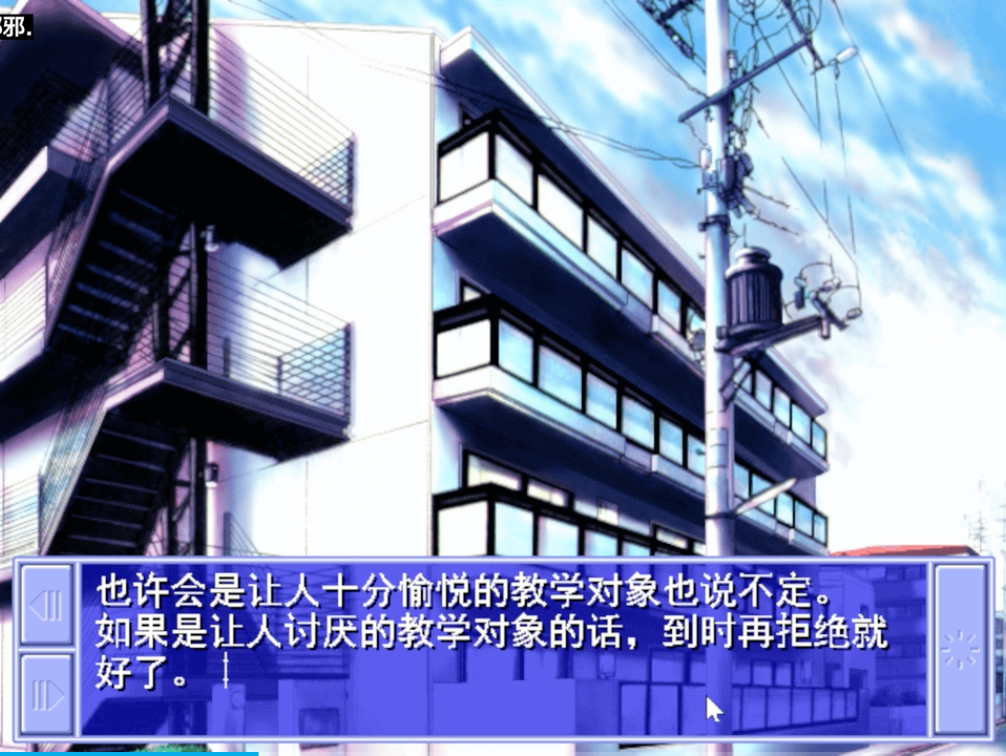 邪.
也许会是让人十分愉悦的教学对象也说不定。
如果是让人讨厌的教学对象的话，到时再拒绝就
好了。